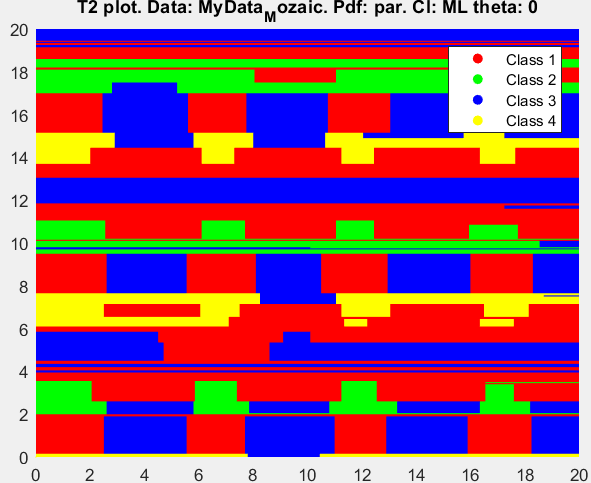 T2 plot. Data: MyData_Mozaic. Pdf: par. Cl: ML theta: 0
20
18
16
14
12
10
8
6
4
2
0
Class 1
Class 2
Class 3
Class 4
0 2 4 6 8 10 12 14 16 18 20